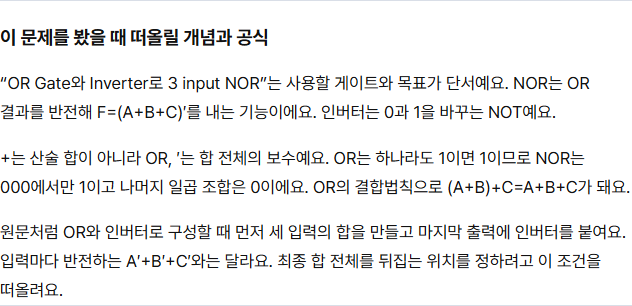 이 문제를 봤을 때 떠올릴 개념과 공식
“OR Gate와 Inverter로 3 input NOR”는 사용할 게이트와 목표가 단서예요. NOR는 OR
결과를 반전해 F=(A+B+C)′를 내는 기능이에요. 인버터는 0과 1을 바꾸는 NOT예요.
+는 산술 합이 아니라 OR, ′는 합 전체의 보수예요. OR는 하나라도 1이면 1이므로 NOR는
000에서만 1이고 나머지 일곱 조합은 0이에요. OR의 결합법칙으로 (A+B)+C=A+B+C가 돼요.
원문처럼 OR와 인버터로 구성할 때 먼저 세 입력의 합을 만들고 마지막 출력에 인버터를 붙여요.
입력마다 반전하는 A′+B′+C′와는 달라요. 최종 합 전체를 뒤집는 위치를 정하려고 이 조건을
떠올려요.